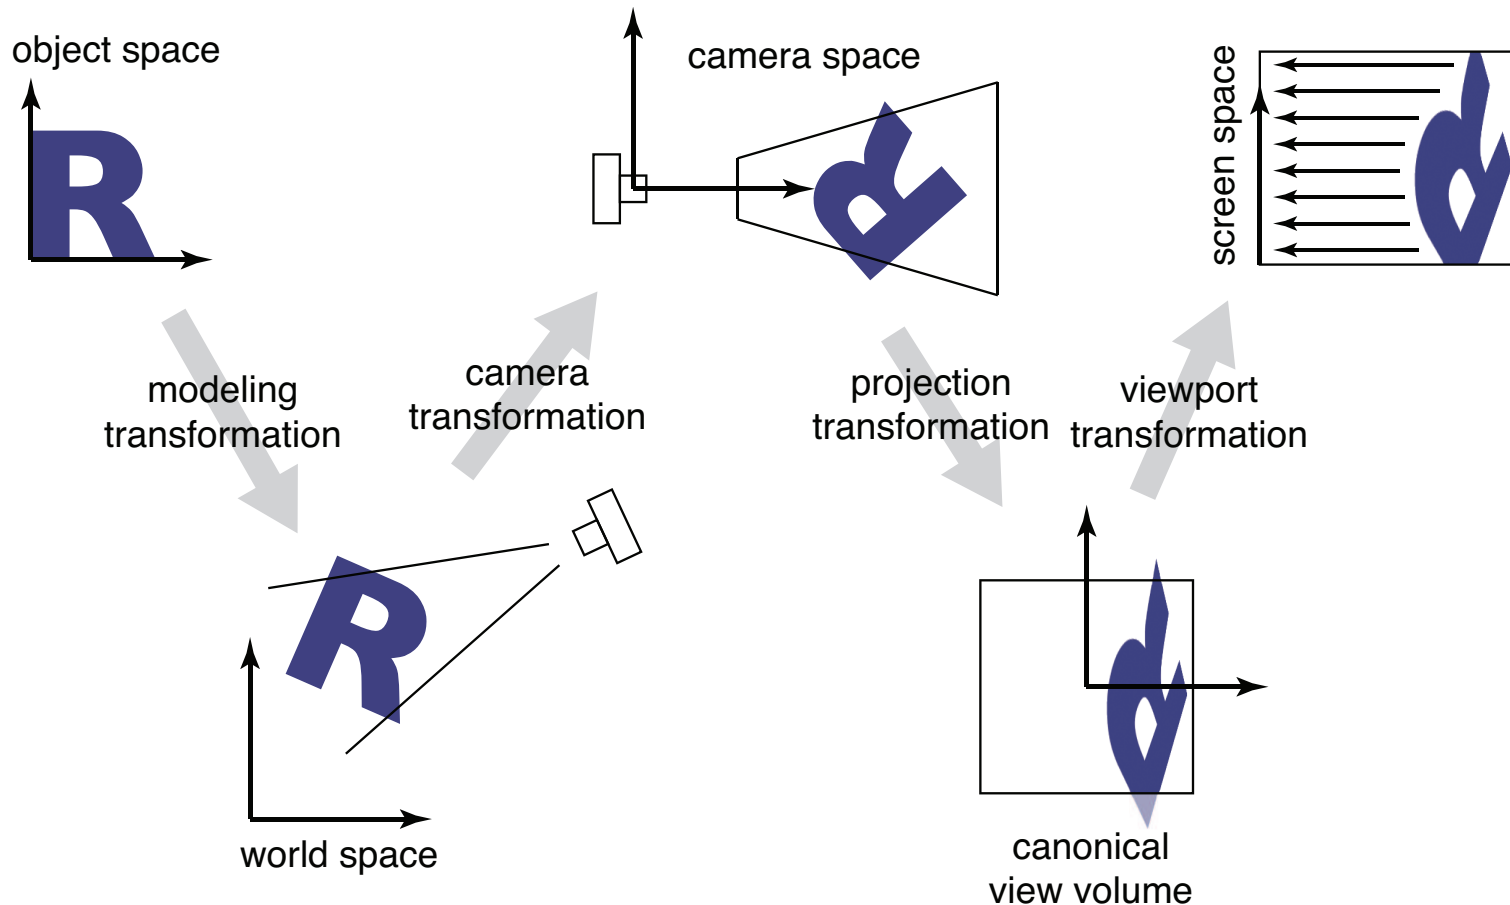 object space
R
camera space
R
screen space
R
modeling
transformation
camera
transformation
projection
transformation
viewport
transformation
R
world space
R
canonical
view volume